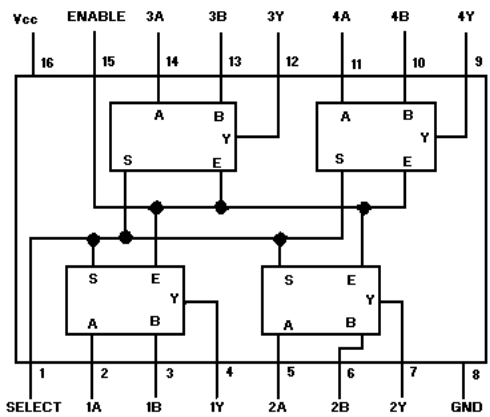 Vcc ENABLE 3A 3B 3Y 4A 4B 4Y
16 15 14 13 12 11 10 9
A B A B
Y Y
S E S E
S E S E
Y Y
A B A B
1 2 3 4 5 6 7 8
SELECT 1A 1B 1Y 2A 2B 2Y GND